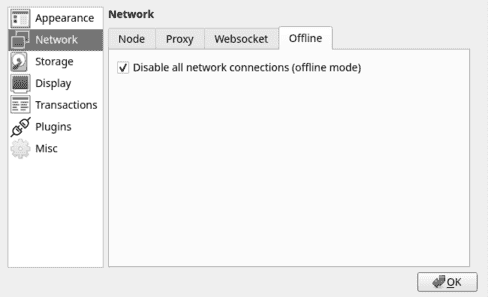 Appearance
Network
Storage
Display
Transactions
Plugins
Misc
Network
Node Proxy Websocket Offline
Disable all network connections (offline mode)
OK